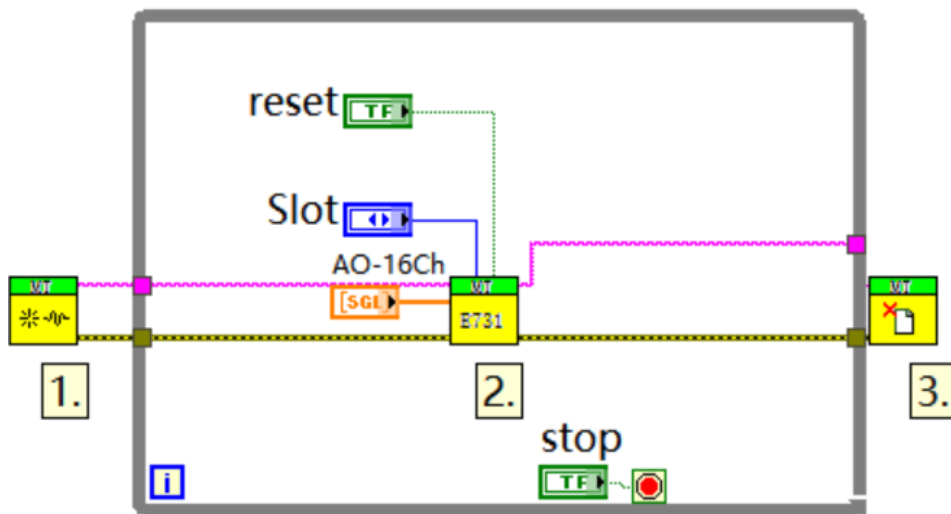 reset
TF
Slot
AO-16Ch
[SGL
E731
1.
2.
3.
stop
i
TF